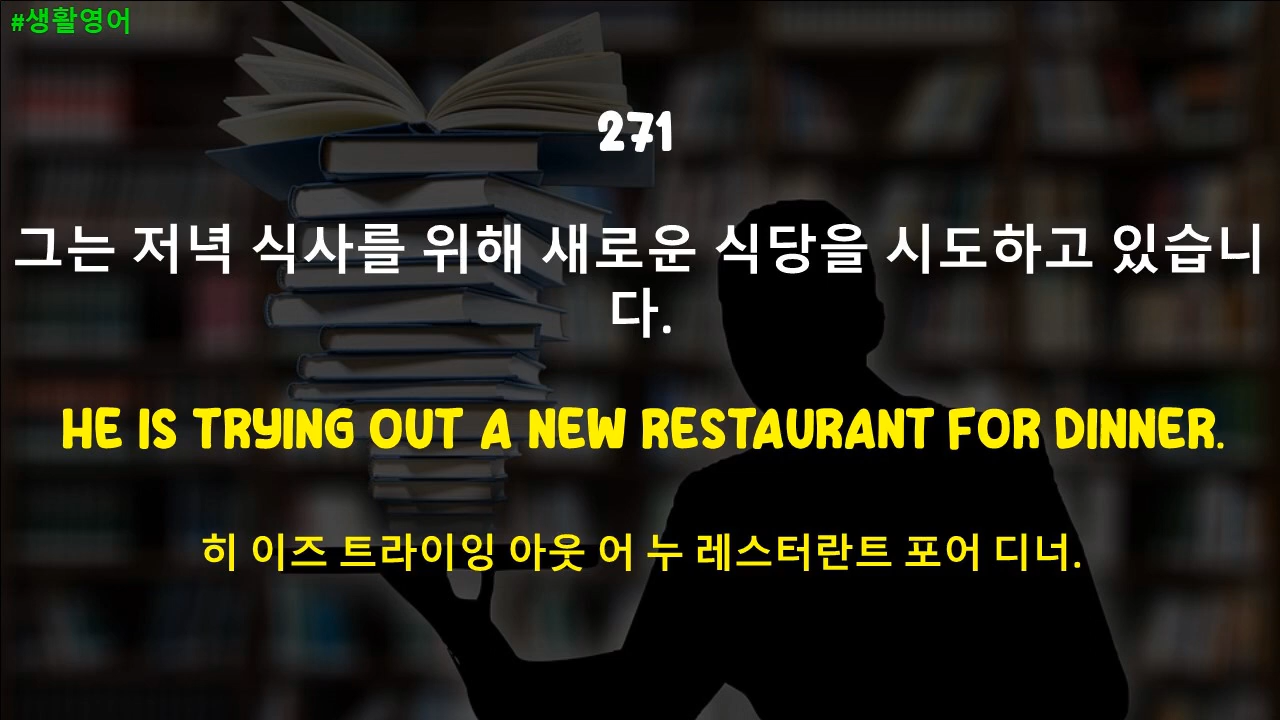 #생활영어
271
그는 저녁 식사를 위해 새로운 식당을 시도하고 있습니
다.
HE IS TRYING OUT A NEW RESTAURANT FOR DINNER.
히 이즈 트라이잉 아웃 어 누 레스터란트 포어 디너.